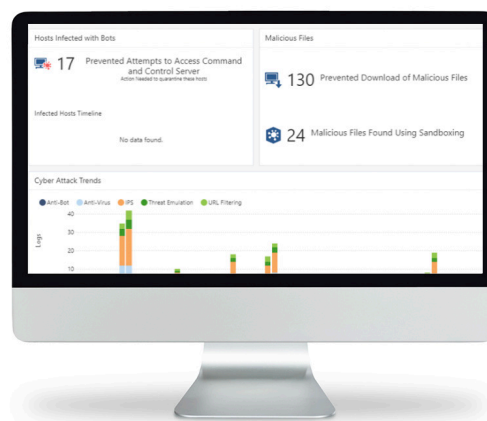 Hosts Infected with Bots
17 Prevented Attempts to Access Command
and Control Server
Action Needed to quarantine these hosts
Infected Hosts Timeline
No data found.
Malicious Files
130 Prevented Download of Malicious Files
24 Malicious Files Found Using Sandboxing
Cyber Attack Trends
Anti-Bot Anti-Virus IPS Threat Emulation URL Filtering
Logs
40
30
20
10